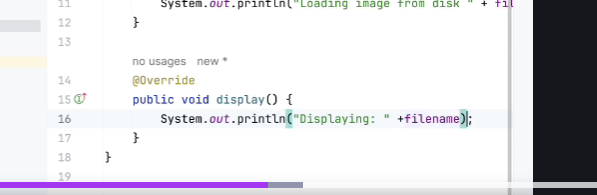 11 System.out.println("Loading image from disk " + fil
12 }
13
no usages new *
14 @Override
15 public void display() {
16 System.out.println("Displaying: " +filename);
17 }
18 }
19